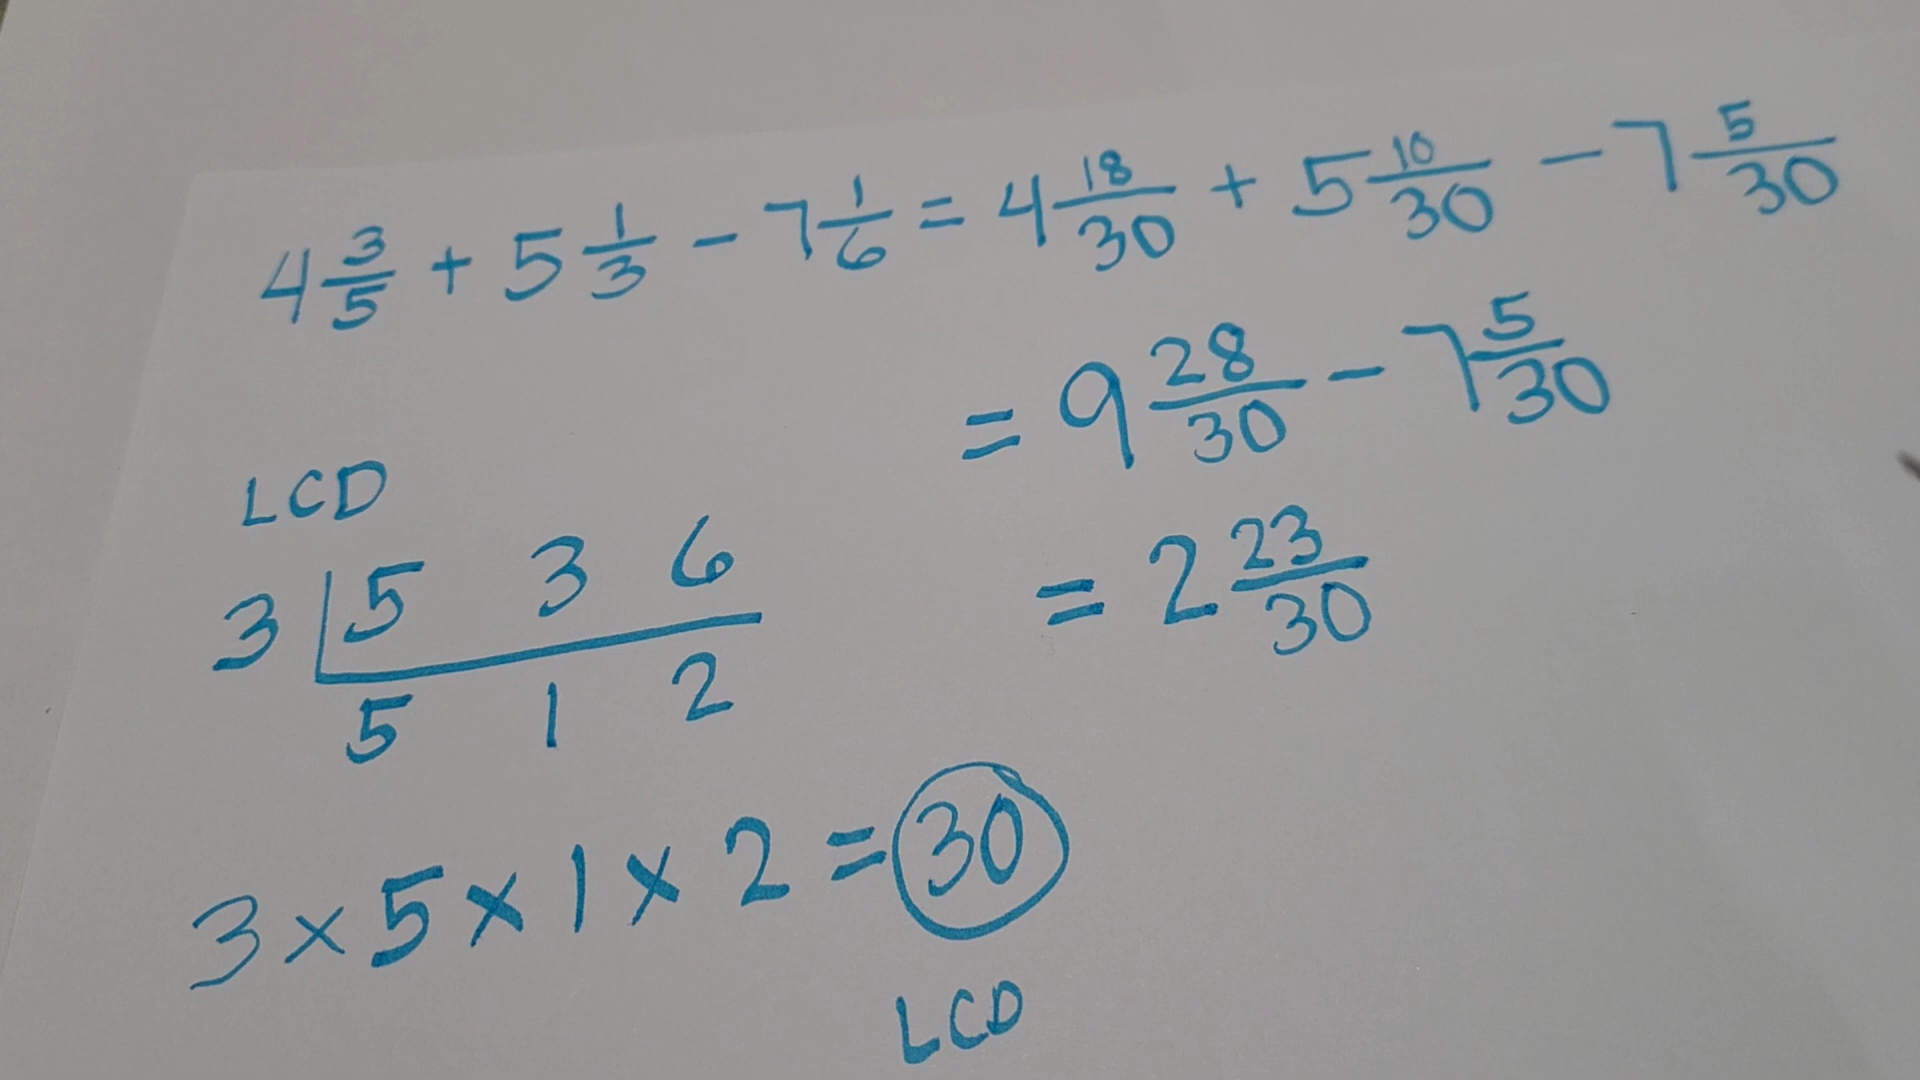 4 3/5 + 5 1/3 - 7 1/6 = 4 18/30 + 5 10/30 - 7 5/30
= 9 28/30 - 7 5/30
= 2 23/30
LCD
3 | 5 3 6
5 1 2
3 × 5 × 1 × 2 = 30
LCD